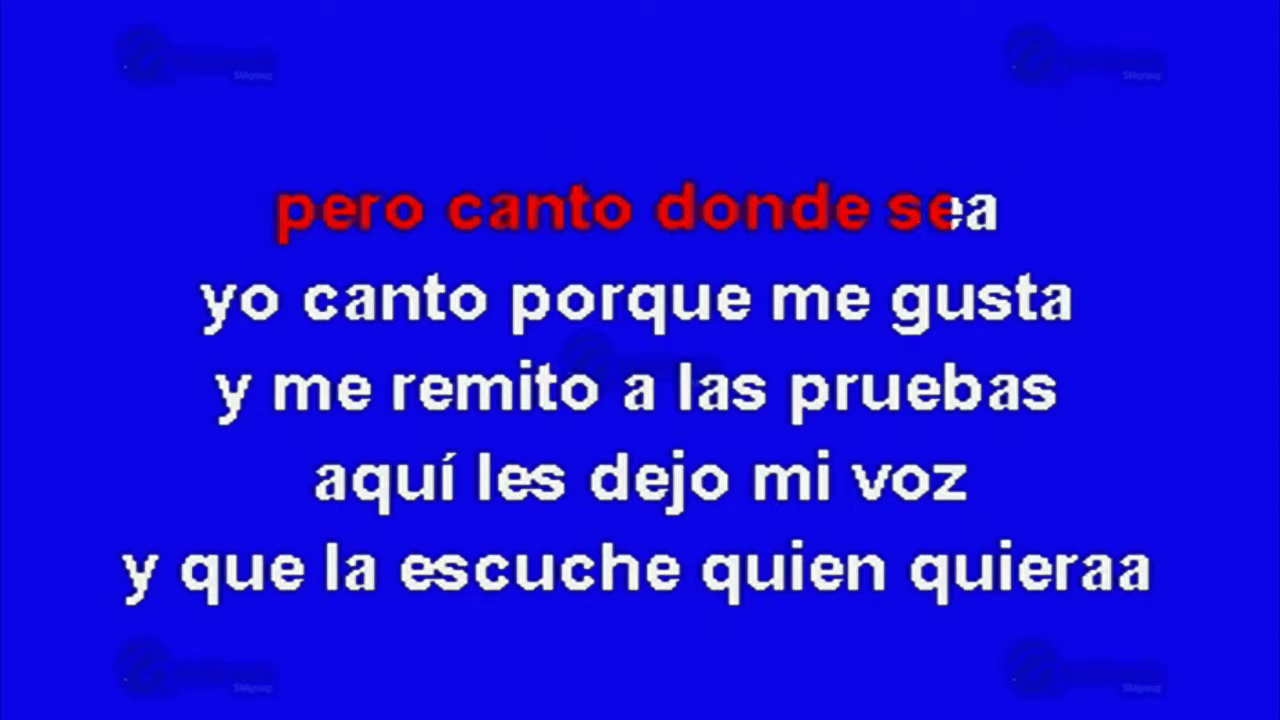 pero canto donde sea
yo canto porque me gusta
y me remito a las pruebas
aquí les dejo mi voz
y que la escuche quien quieraa